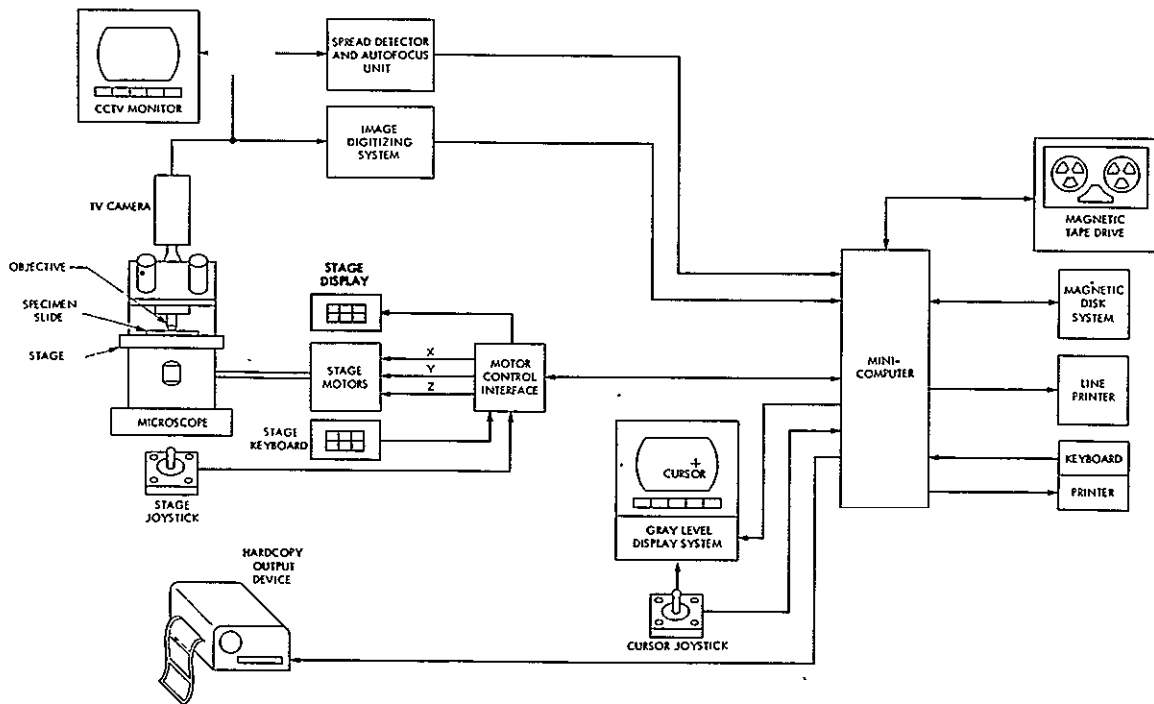 CCTV MONITOR
SPREAD DETECTOR
AND AUTOFOCUS
UNIT
IMAGE
DIGITIZING
SYSTEM
TV CAMERA
MAGNETIC
TAPE DRIVE
OBJECTIVE
SPECIMEN
SLIDE
STAGE
STAGE
DISPLAY
STAGE
MOTORS
X
Y
Z
MOTOR
CONTROL
INTERFACE
MINI-
COMPUTER
MAGNETIC
DISK
SYSTEM
LINE
PRINTER
MICROSCOPE
STAGE
KEYBOARD
CURSOR
KEYBOARD
PRINTER
STAGE
JOYSTICK
GRAY LEVEL
DISPLAY SYSTEM
HARDCOPY
OUTPUT
DEVICE
CURSOR JOYSTICK